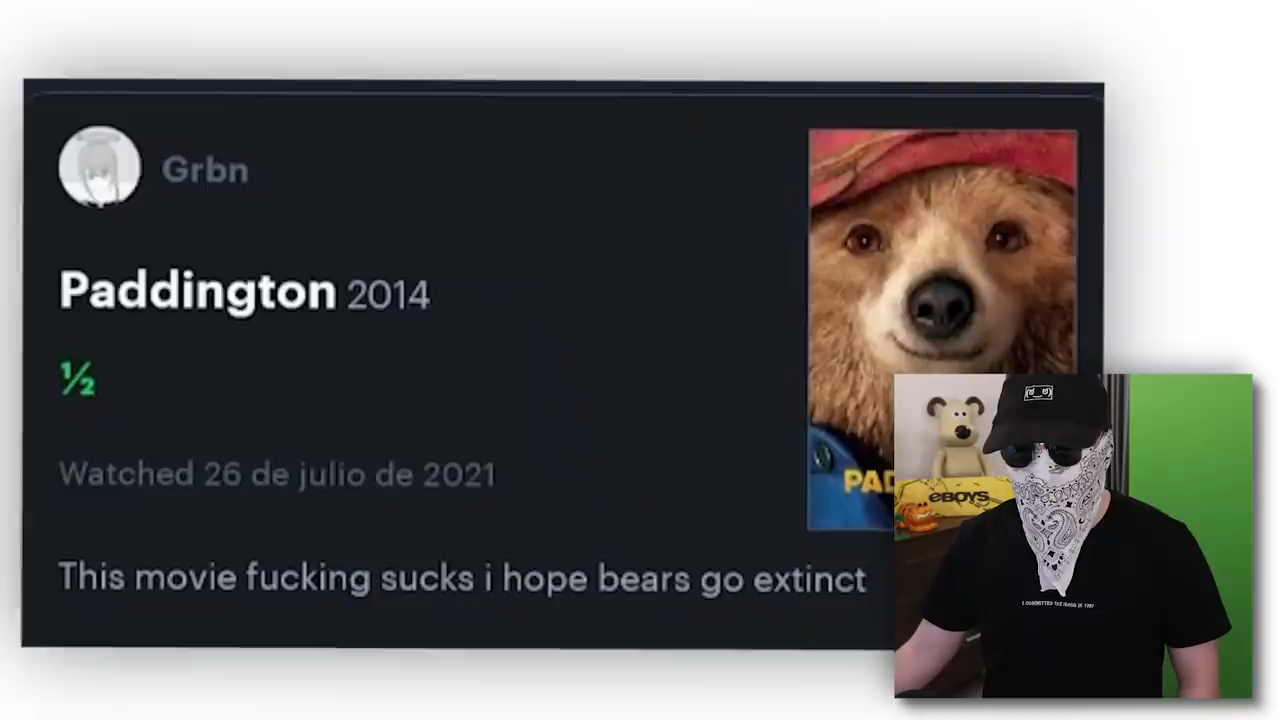 Grbn
Paddington 2014
½
Watched 26 de julio de 2021
This movie fucking sucks i hope bears go extinct
PAD
eBOYS